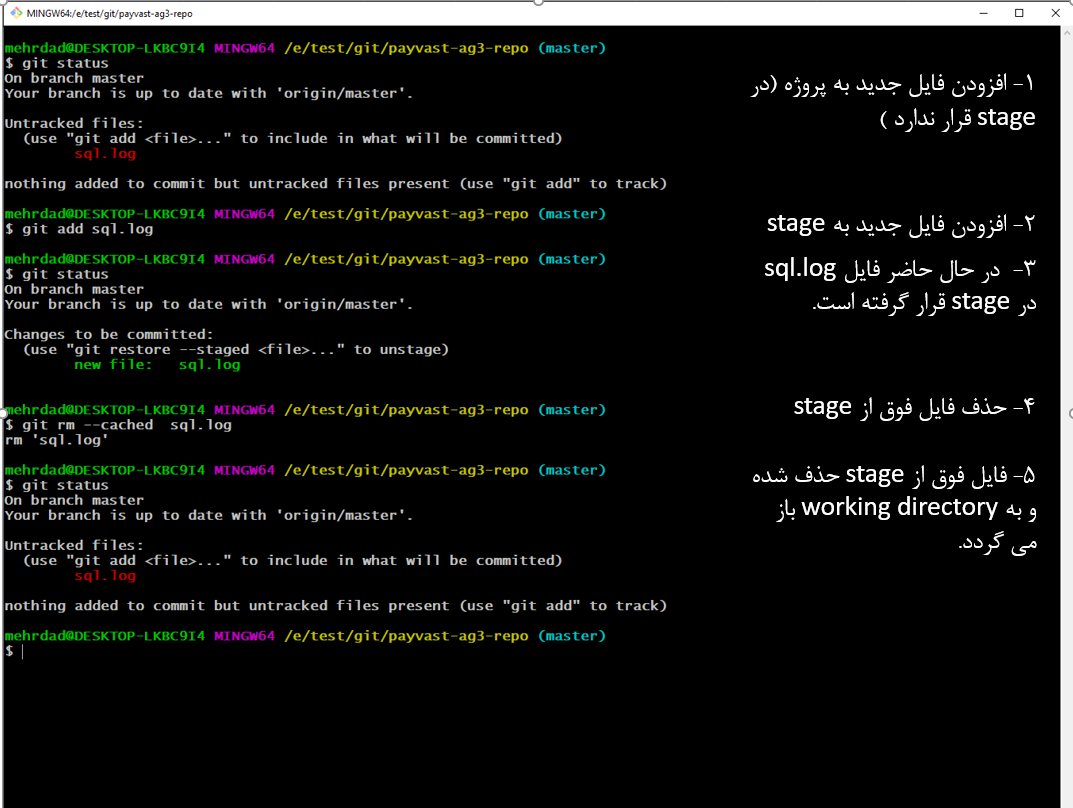 MINGW64:/e/test/git/payvast-ag3-repo
mehrdad@DESKTOP-LKBC9I4 MINGW64 /e/test/git/payvast-ag3-repo (master)
$ git status
On branch master
Your branch is up to date with 'origin/master'.
Untracked files:
(use "git add <file>..." to include in what will be committed)
sql.log
nothing added to commit but untracked files present (use "git add" to track)
mehrdad@DESKTOP-LKBC9I4 MINGW64 /e/test/git/payvast-ag3-repo (master)
$ git add sql.log
mehrdad@DESKTOP-LKBC9I4 MINGW64 /e/test/git/payvast-ag3-repo (master)
$ git status
On branch master
Your branch is up to date with 'origin/master'.
Changes to be committed:
(use "git restore --staged <file>..." to unstage)
new file:   sql.log
mehrdad@DESKTOP-LKBC9I4 MINGW64 /e/test/git/payvast-ag3-repo (master)
$ git rm --cached  sql.log
rm 'sql.log'
mehrdad@DESKTOP-LKBC9I4 MINGW64 /e/test/git/payvast-ag3-repo (master)
$ git status
On branch master
Your branch is up to date with 'origin/master'.
Untracked files:
(use "git add <file>..." to include in what will be committed)
sql.log
nothing added to commit but untracked files present (use "git add" to track)
mehrdad@DESKTOP-LKBC9I4 MINGW64 /e/test/git/payvast-ag3-repo (master)
$
۱- افزودن فایل جدید به پروژه (در
stage قرار ندارد )
۲- افزودن فایل جدید به stage
۳- در حال حاضر فایل sql.log
در stage قرار گرفته است.
۴- حذف فایل فوق از stage
۵- فایل فوق از stage حذف شده
و به working directory باز
می گردد.